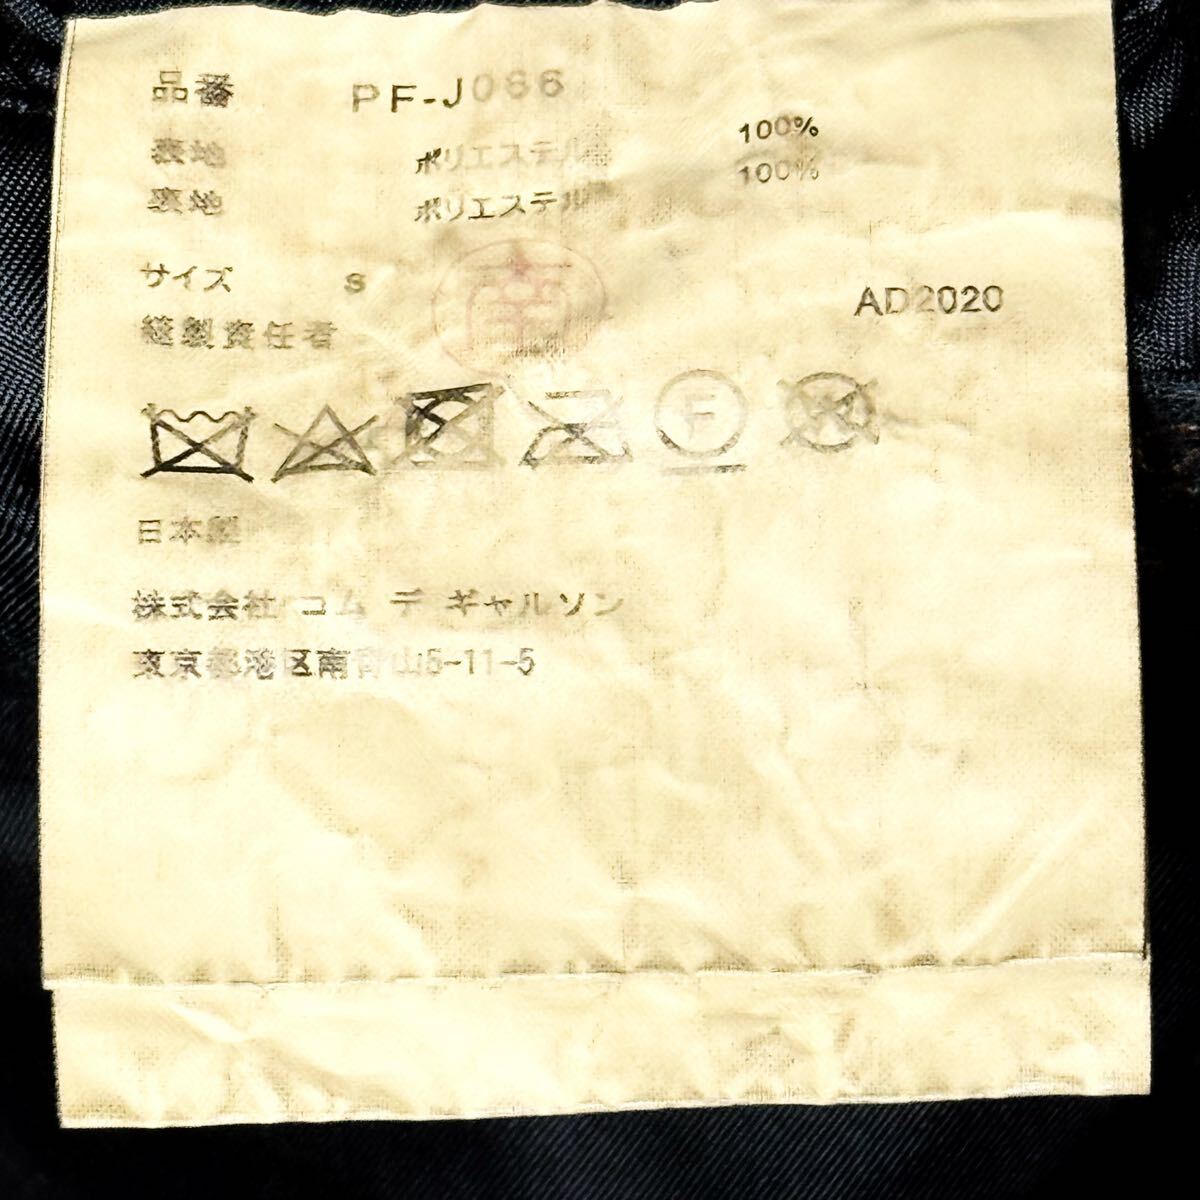 品番 PF-J066
表地 ポリエステル 100%
裏地 ポリエステル 100%
サイズ s
AD2020
縫製責任者
幸
F
W
日本製
株式会社 コム デ ギャルソン
東京都港区南青山5-11-5